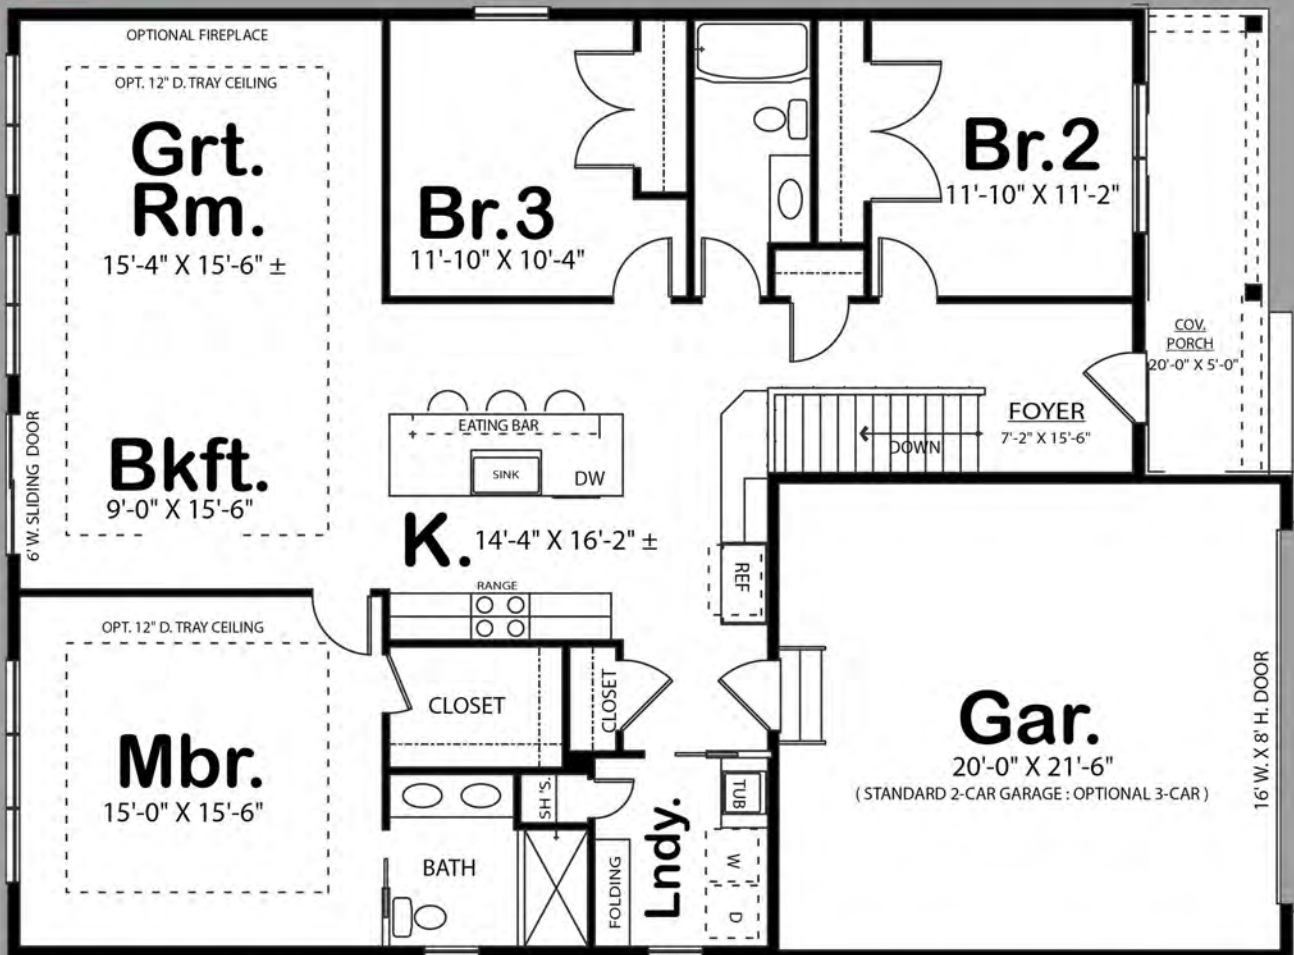 OPTIONAL FIREPLACE
OPT. 12" D. TRAY CEILING
Grt.
Rm.
15'-4" X 15'-6" ±
Br.3
11'-10" X 10'-4"
Br.2
11'-10" X 11'-2"
COV.
PORCH
20'-0" X 5'-0"
6' W. SLIDING DOOR
Bkft.
9'-0" X 15'-6"
EATING BAR
SINK
DW
K.
14'-4" X 16'-2" ±
RANGE
REF
DOWN
FOYER
7'-2" X 15'-6"
OPT. 12" D. TRAY CEILING
Mbr.
15'-0" X 15'-6"
CLOSET
CLOSET
SH'S.
BATH
FOLDING
Lndy.
TUB
W
D
Gar.
20'-0" X 21'-6"
( STANDARD 2-CAR GARAGE : OPTIONAL 3-CAR )
16' W. X 8' H. DOOR